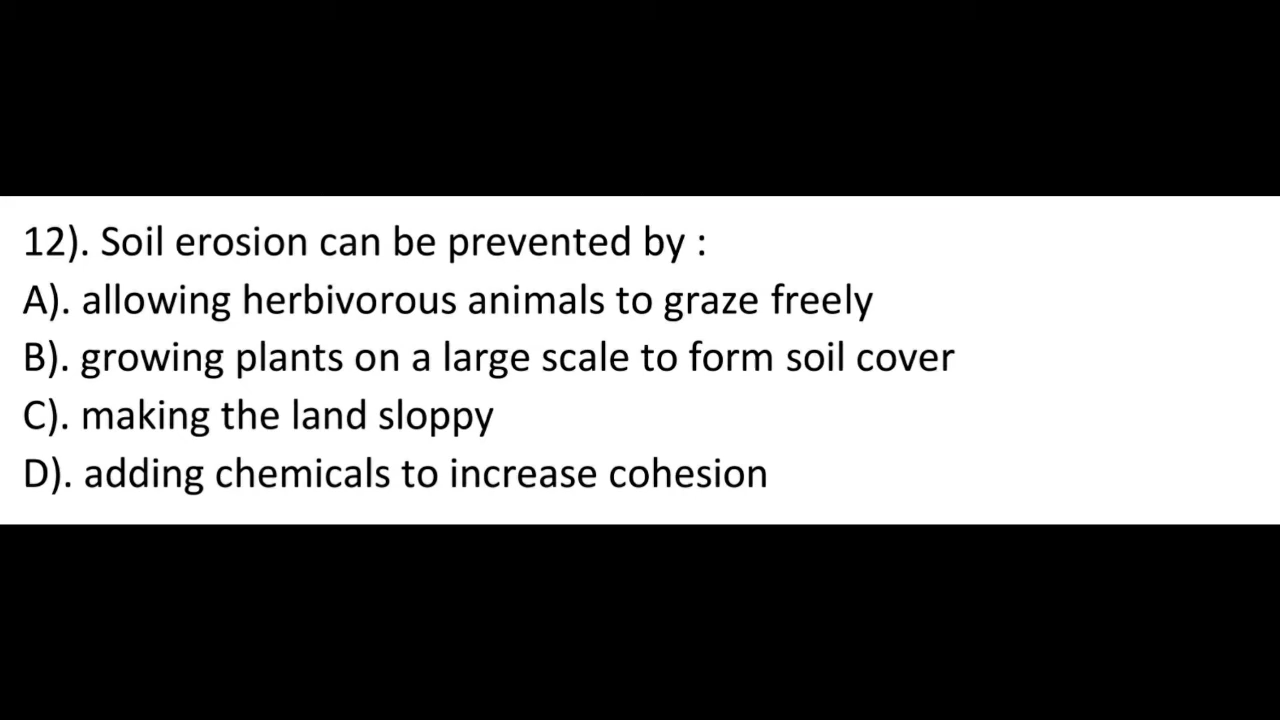 12). Soil erosion can be prevented by :
A). allowing herbivorous animals to graze freely
B). growing plants on a large scale to form soil cover
C). making the land sloppy
D). adding chemicals to increase cohesion